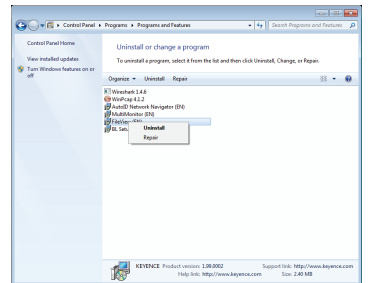 Control Panel ▸ Programs ▸ Programs and Features
Search Programs and Features
Control Panel Home
View installed updates
Turn Windows features on or off
Uninstall or change a program
To uninstall a program, select it from the list and then click Uninstall, Change, or Repair.
Organize Uninstall Repair
Wireshark 1.4.6
WinPcap 4.1.2
AutoID Network Navigator (EN)
MultiMonitor (EN)
FileView (EN)
BL Setu
Uninstall
Repair
KEYENCE Product version: 1.99.0002 Support link: http://www.keyence.com
Help link: http://www.keyence.com Size: 2.40 MB